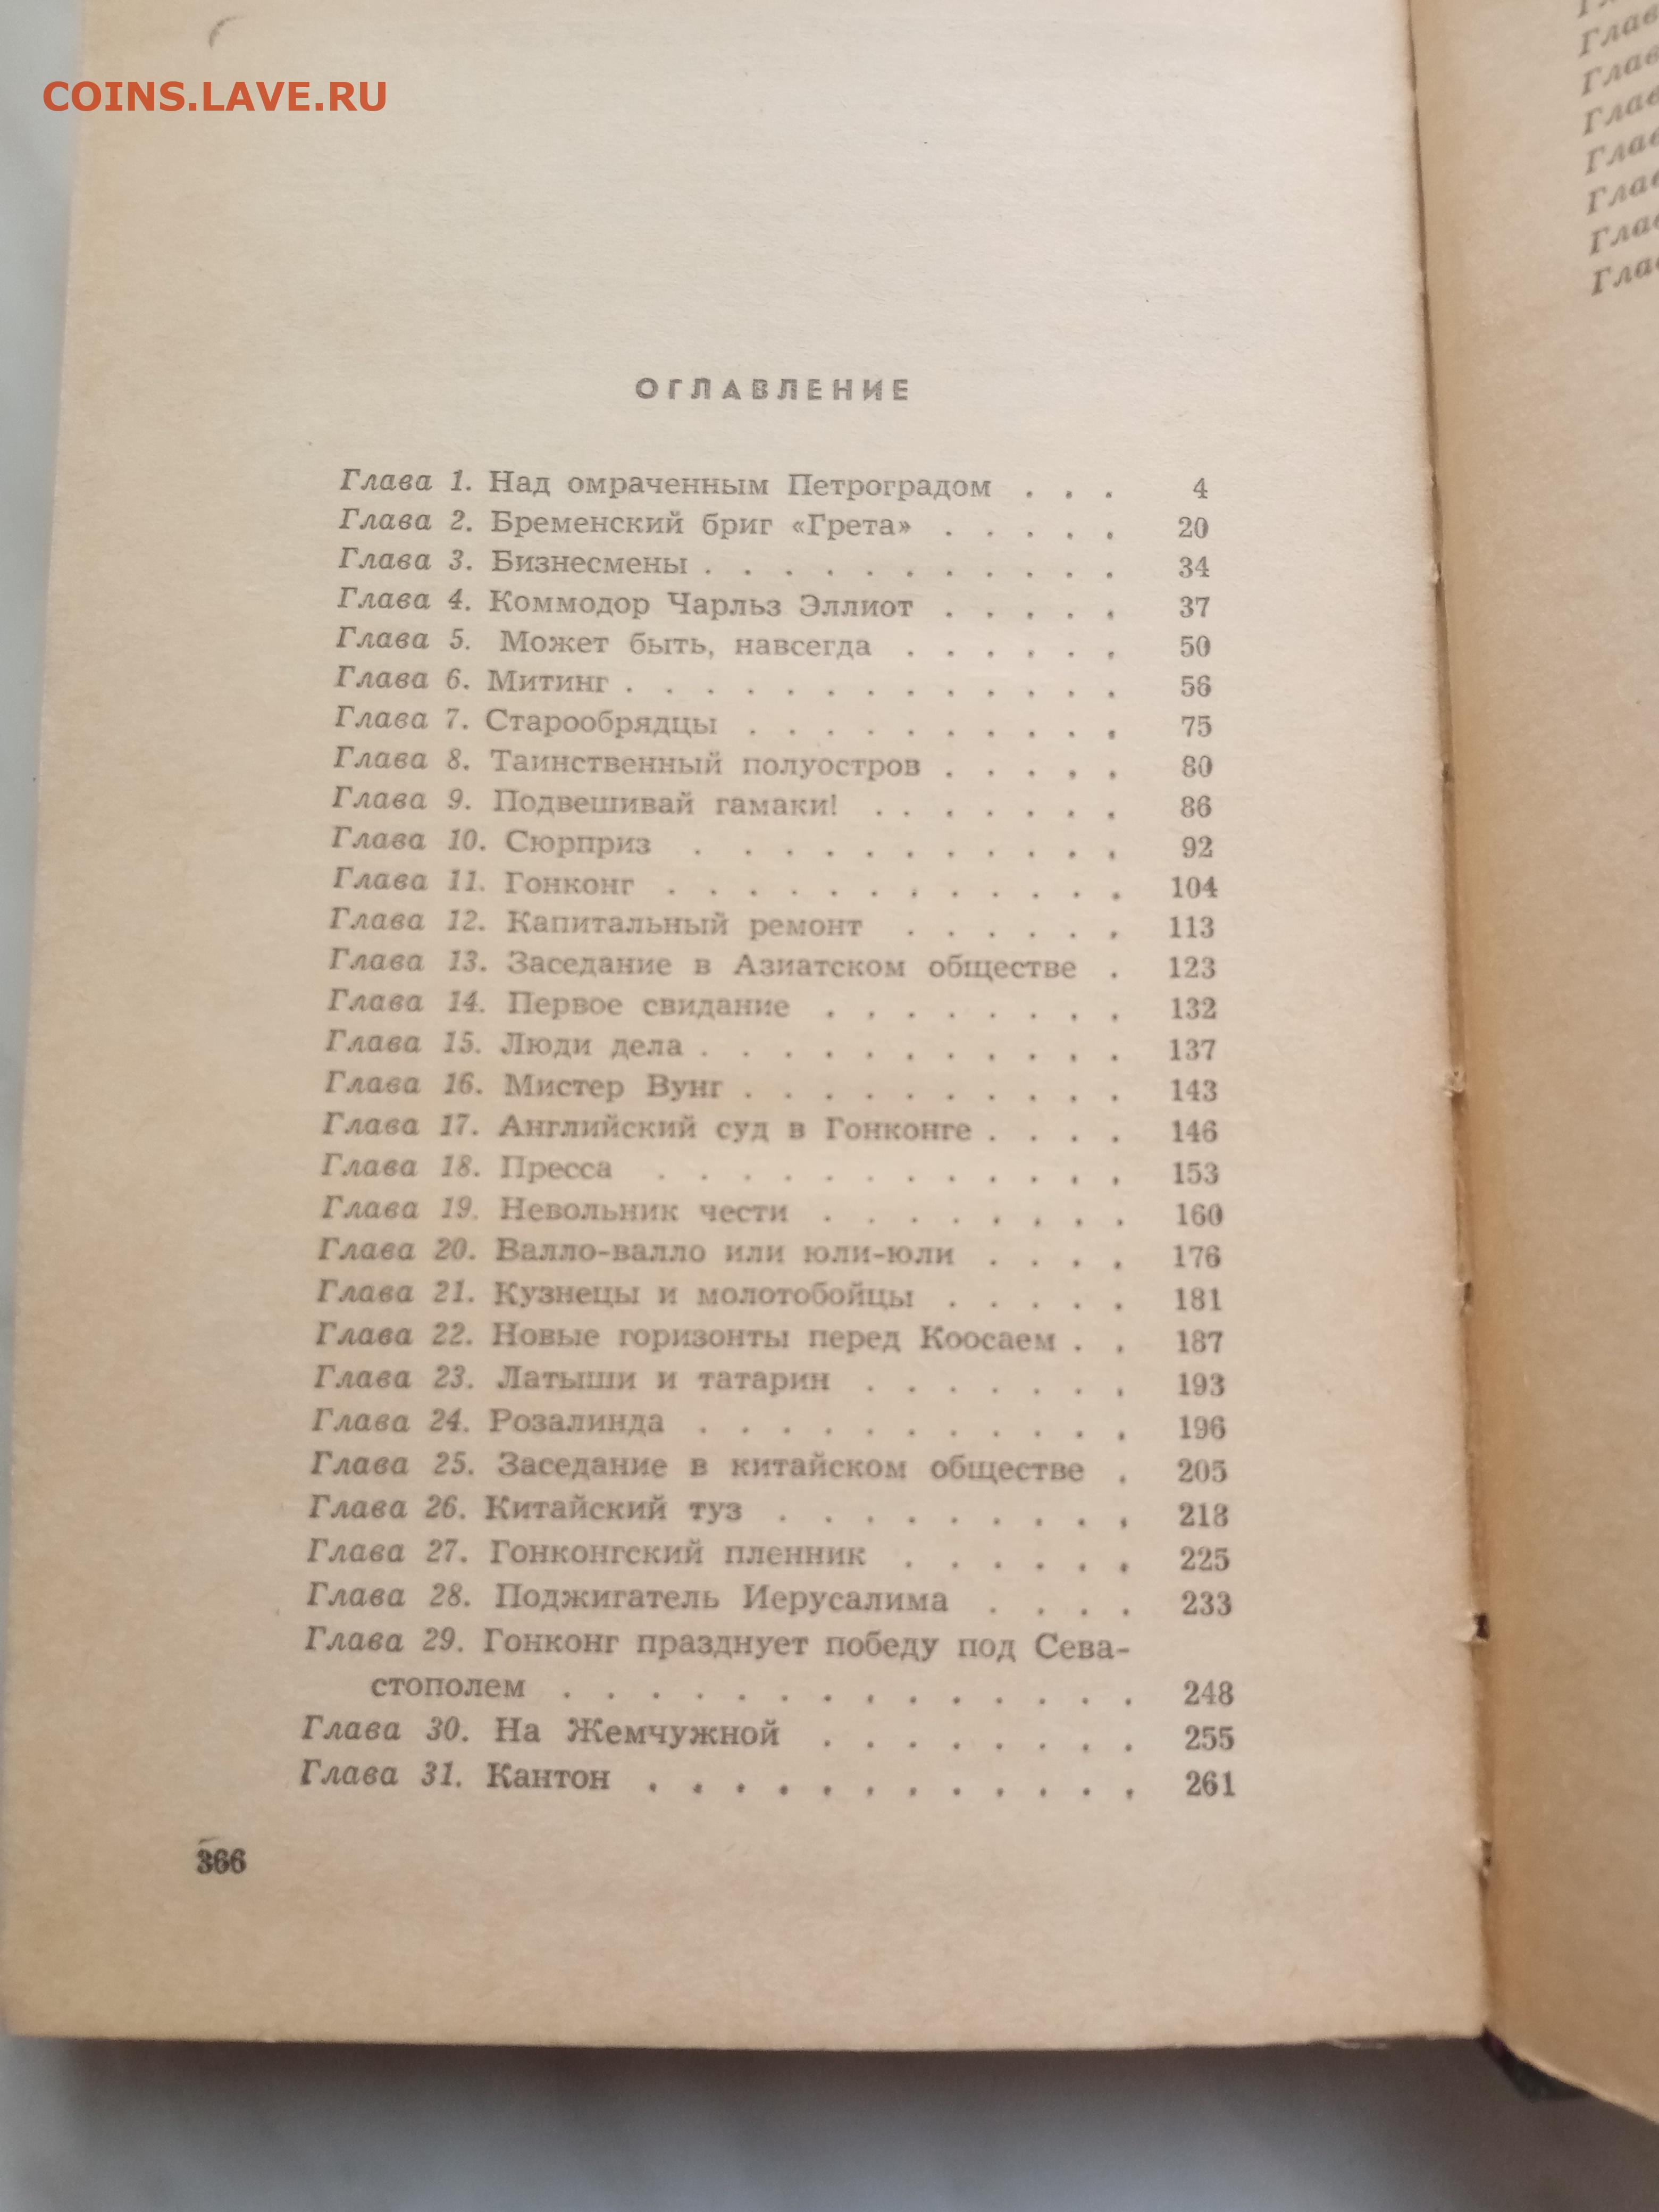 COINS.LAVE.RU
ОГЛАВЛЕНИЕ
Глава 1. Над омраченным Петроградом . . . 4
Глава 2. Бременский бриг «Грета» . . . . . 20
Глава 3. Бизнесмены . . . . . . . . . . . 34
Глава 4. Коммодор Чарльз Эллиот . . . . . 37
Глава 5. Может быть, навсегда . . . . . . 50
Глава 6. Митинг . . . . . . . . . . . . . 56
Глава 7. Старообрядцы . . . . . . . . . . 75
Глава 8. Таинственный полуостров . . . . . 80
Глава 9. Подвешивай гамаки! . . . . . . . 86
Глава 10. Сюрприз . . . . . . . . . . . 92
Глава 11. Гонконг . . . . . . . . . . . . 104
Глава 12. Капитальный ремонт . . . . . . 113
Глава 13. Заседание в Азиатском обществе . 123
Глава 14. Первое свидание . . . . . . . . 132
Глава 15. Люди дела . . . . . . . . . . . 137
Глава 16. Мистер Вунг . . . . . . . . . . 143
Глава 17. Английский суд в Гонконге . . . . 146
Глава 18. Пресса . . . . . . . . . . . . 153
Глава 19. Невольник чести . . . . . . . . 160
Глава 20. Валло-валло или юли-юли . . . . 176
Глава 21. Кузнецы и молотобойцы . . . . . 181
Глава 22. Новые горизонты перед Коосаем . . 187
Глава 23. Латыши и татарин . . . . . . . 193
Глава 24. Розалинда . . . . . . . . . . . 196
Глава 25. Заседание в китайском обществе . 205
Глава 26. Китайский туз . . . . . . . . . 218
Глава 27. Гонконгский пленник . . . . . . 225
Глава 28. Поджигатель Иерусалима . . . . 233
Глава 29. Гонконг празднует победу под Сева-
стополем . . . . . . . . . . . . . . 248
Глава 30. На Жемчужной . . . . . . . . 255
Глава 31. Кантон . . . . . . . . . . . . 261
366